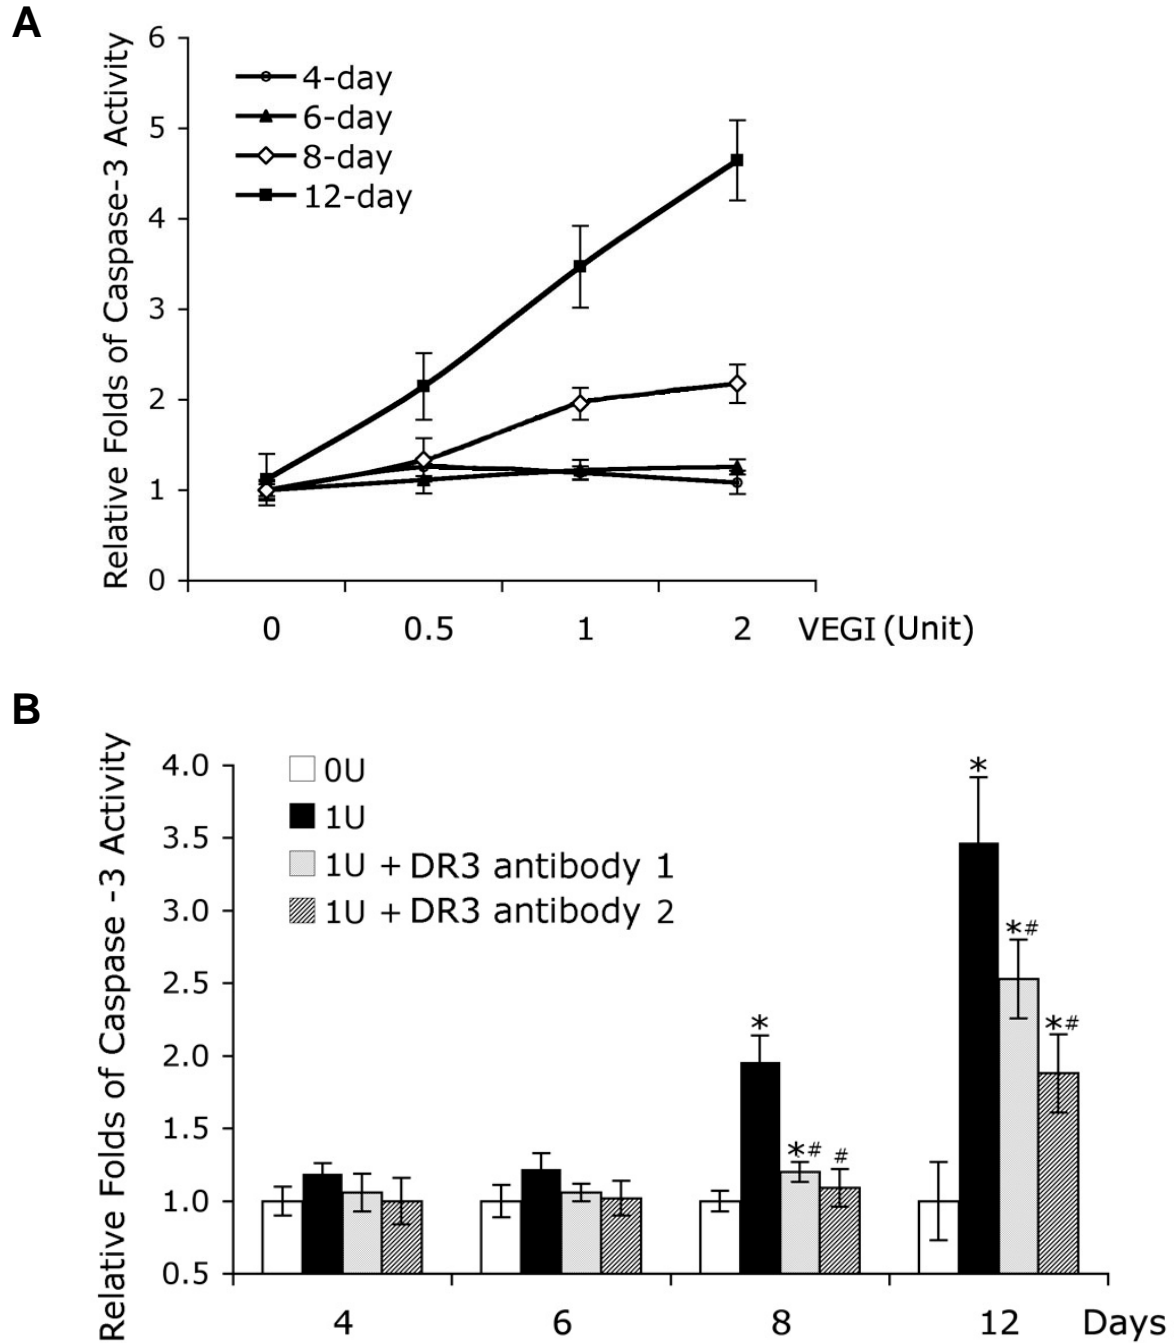 A
Relative Folds of Caspase-3 Activity
6
5
4
3
2
1
0
4-day
6-day
8-day
12-day
0 0.5 1 2 VEGI (Unit)
B
Relative Folds of Caspase -3 Activity
4.0
3.5
3.0
2.5
2.0
1.5
1.0
0.5
0U
1U
1U + DR3 antibody 1
1U + DR3 antibody 2
*
*# #
*
*#
*#
4 6 8 12 Days